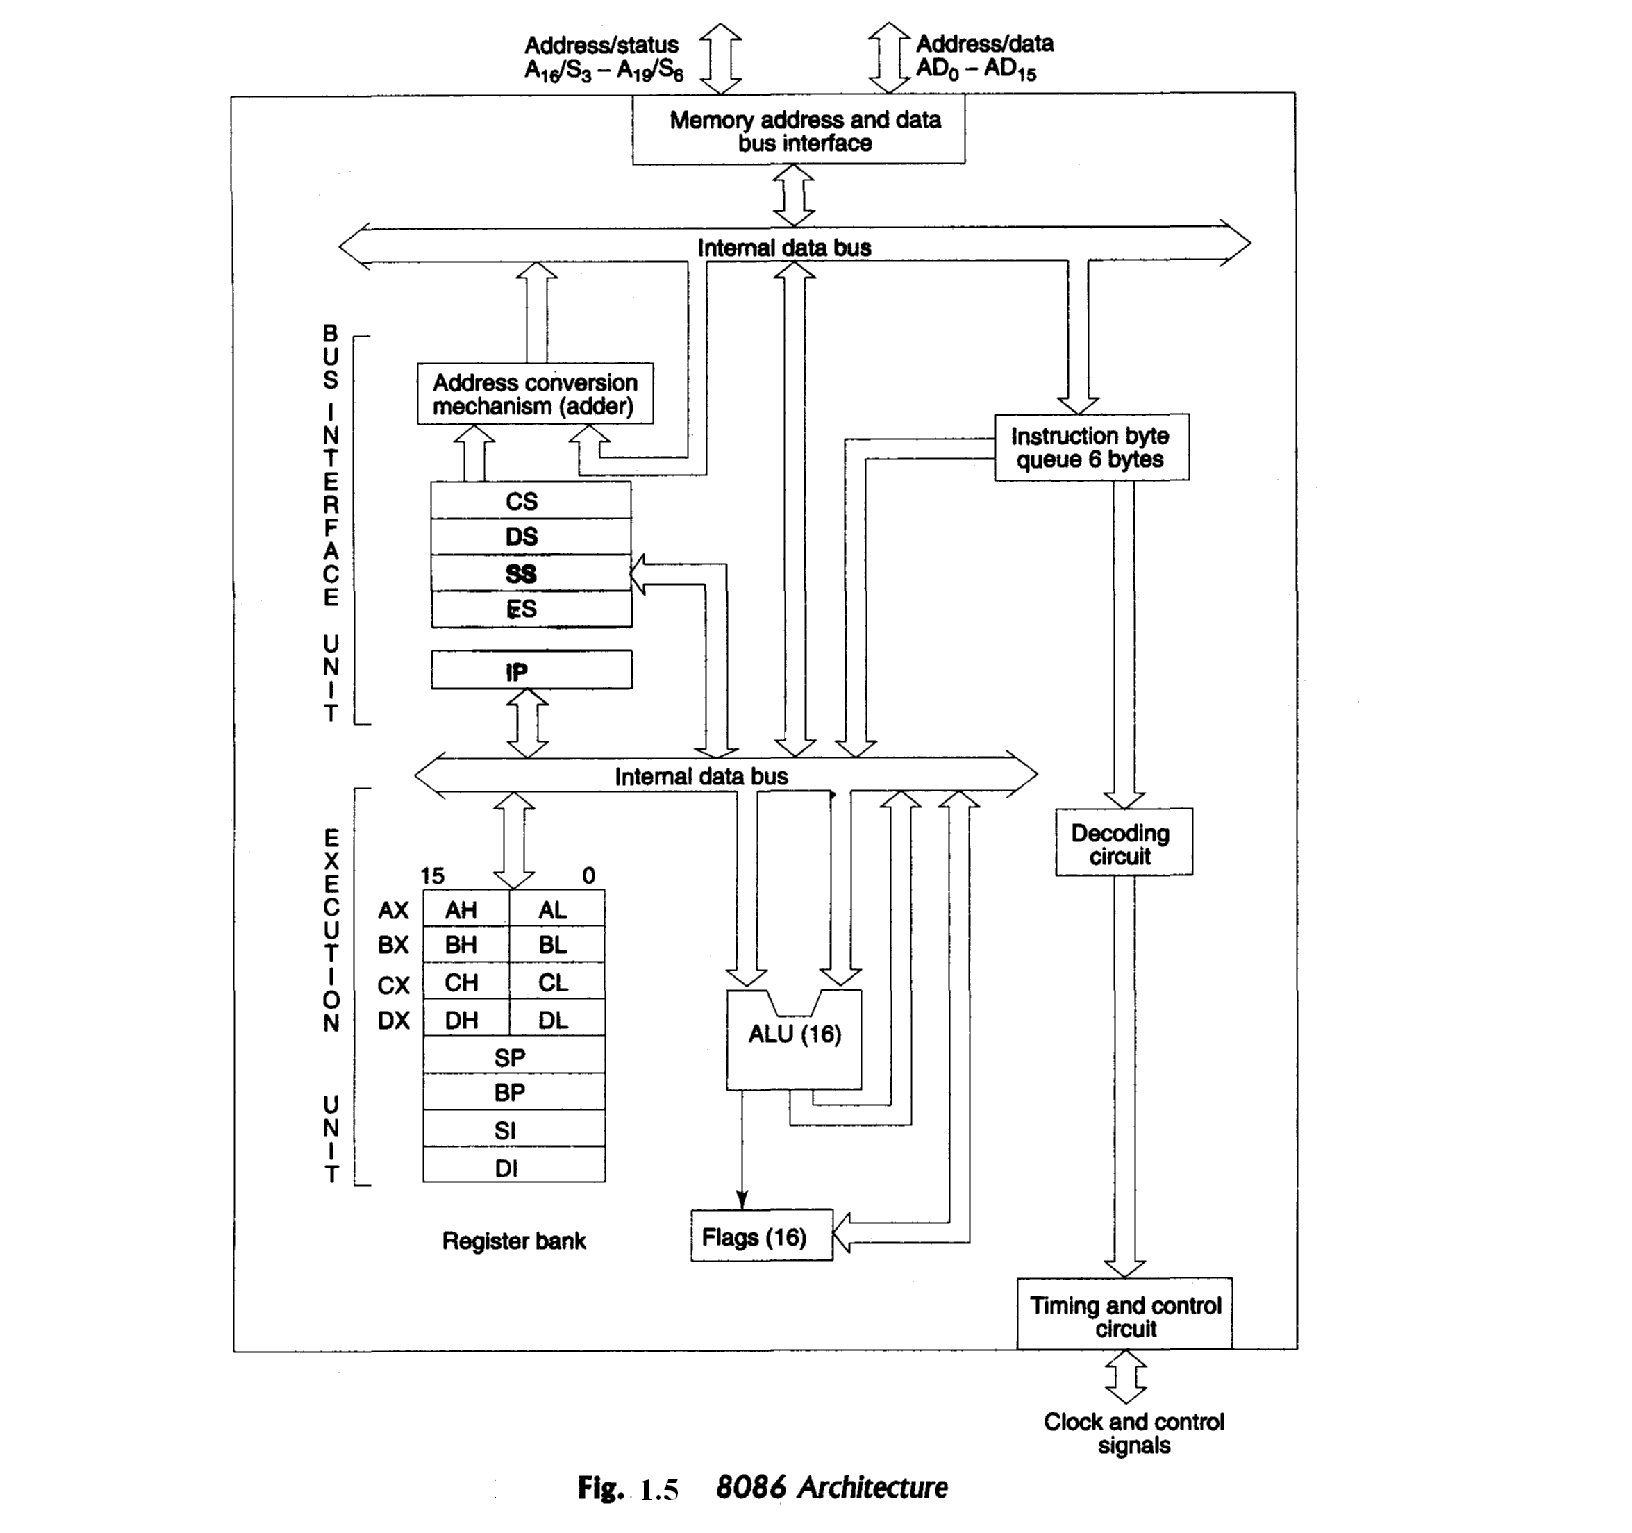 Address/status
A16/S3 – A19/S6
Address/data
AD0 – AD15
Memory address and data
bus interface
Internal data bus
BUS INTERFACE UNIT
Address conversion
mechanism (adder)
Instruction byte
queue 6 bytes
CS
DS
SS
ES
IP
Internal data bus
EXECUTION UNIT
Decoding
circuit
15 0
AX AH AL
BX BH BL
CX CH CL
DX DH DL
SP
BP
SI
DI
ALU (16)
Register bank
Flags (16)
Timing and control
circuit
Clock and control
signals
Fig. 1.5 8086 Architecture